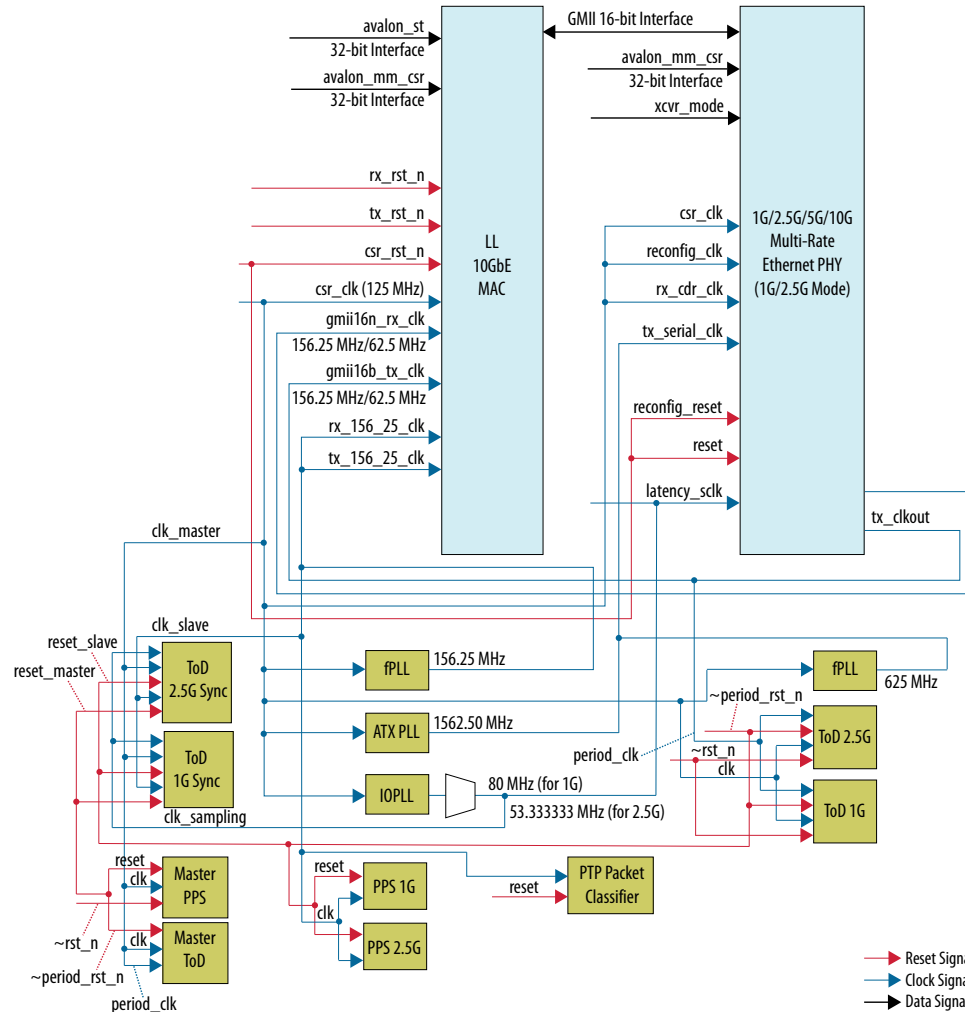 avalon_st
32-bit Interface
avalon_mm_csr
32-bit Interface
rx_rst_n
tx_rst_n
csr_rst_n
csr_clk (125 MHz)
gmii16n_rx_clk
156.25 MHz/62.5 MHz
gmii16b_tx_clk
156.25 MHz/62.5 MHz
rx_156_25_clk
tx_156_25_clk
LL
10GbE
MAC
GMII 16-bit Interface
avalon_mm_csr
32-bit Interface
xcvr_mode
csr_clk
reconfig_clk
rx_cdr_clk
tx_serial_clk
reconfig_reset
reset
latency_sclk
1G/2.5G/5G/10G
Multi-Rate
Ethernet PHY
(1G/2.5G Mode)
tx_clkout
clk_master
clk_slave
reset_slave
reset_master
ToD
2.5G Sync
ToD
1G Sync
clk_sampling
fPLL
156.25 MHz
ATX PLL
1562.50 MHz
IOPLL
80 MHz (for 1G)
53.333333 MHz (for 2.5G)
fPLL
625 MHz
~period_rst_n
period_clk
~rst_n
clk
ToD 2.5G
ToD 1G
reset
clk
Master
PPS
~rst_n
clk
Master
ToD
~period_rst_n
period_clk
reset
clk
PPS 1G
PPS 2.5G
reset
PTP Packet
Classifier
Reset Signa
Clock Signa
Data Signa